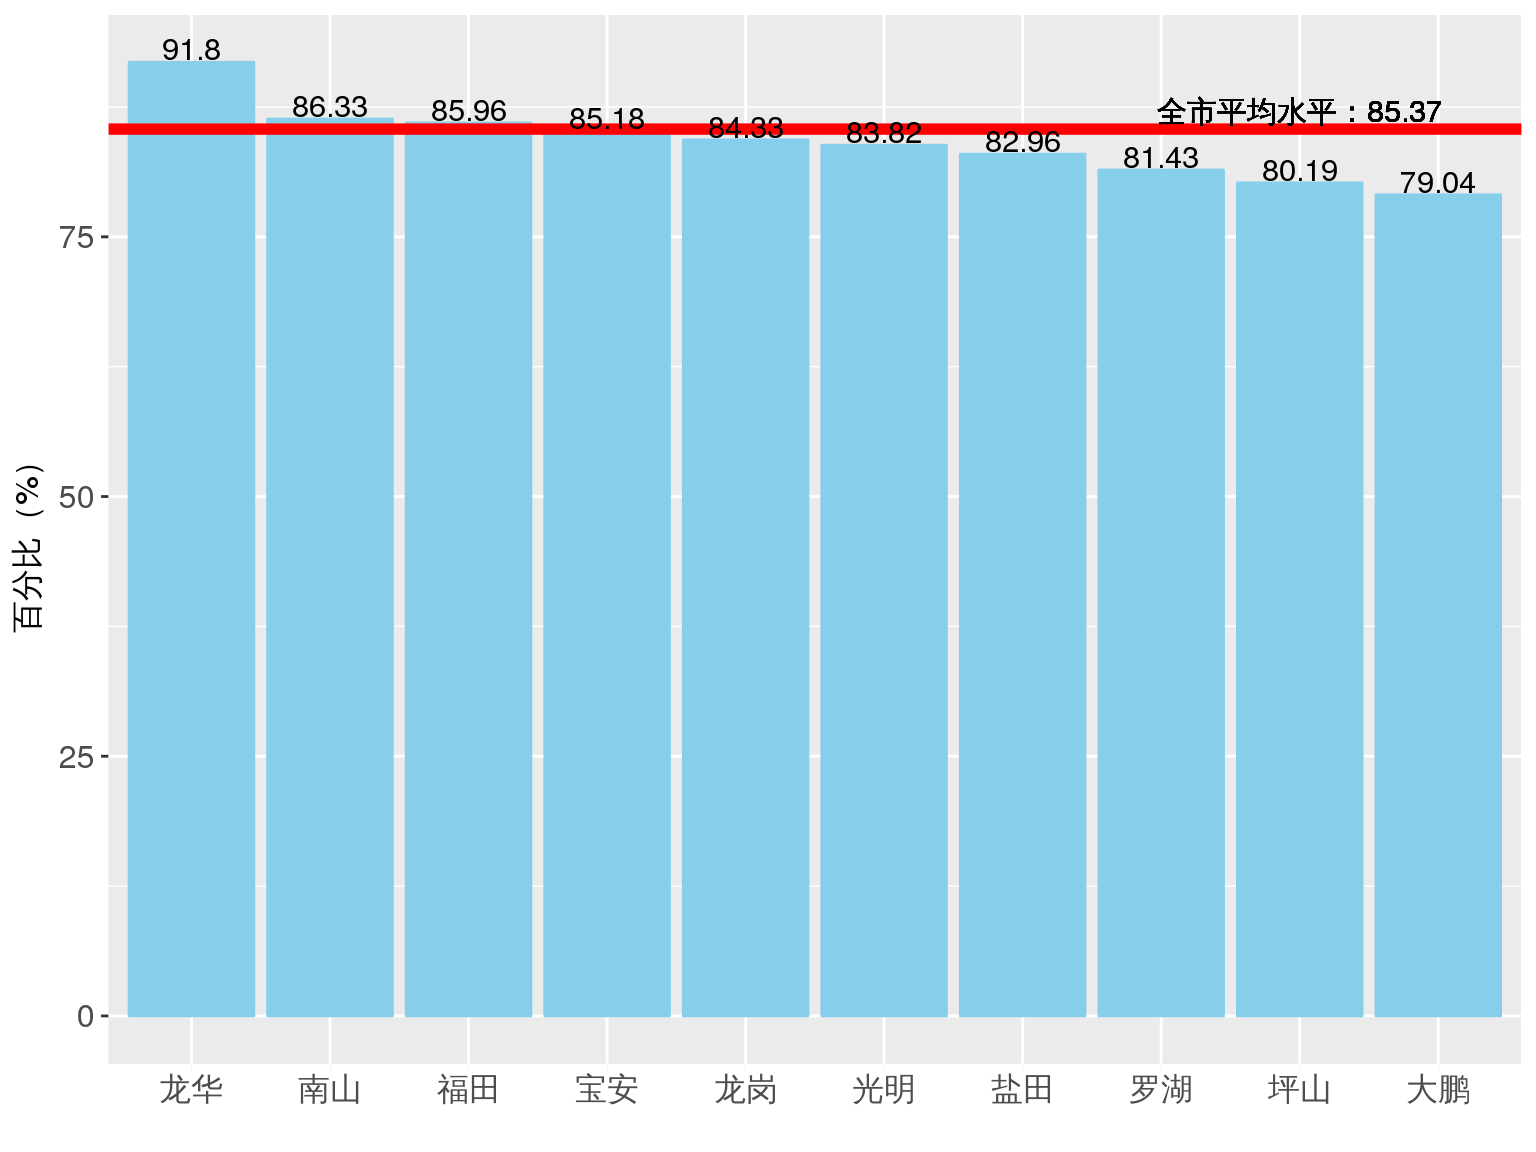 91.8
86.33
85.96
85.18
84.33
83.82
82.96
81.43
80.19
79.04
全市平均水平：85.37
百分比（%）
75
50
25
0
龙华
南山
福田
宝安
龙岗
光明
盐田
罗湖
坪山
大鹏